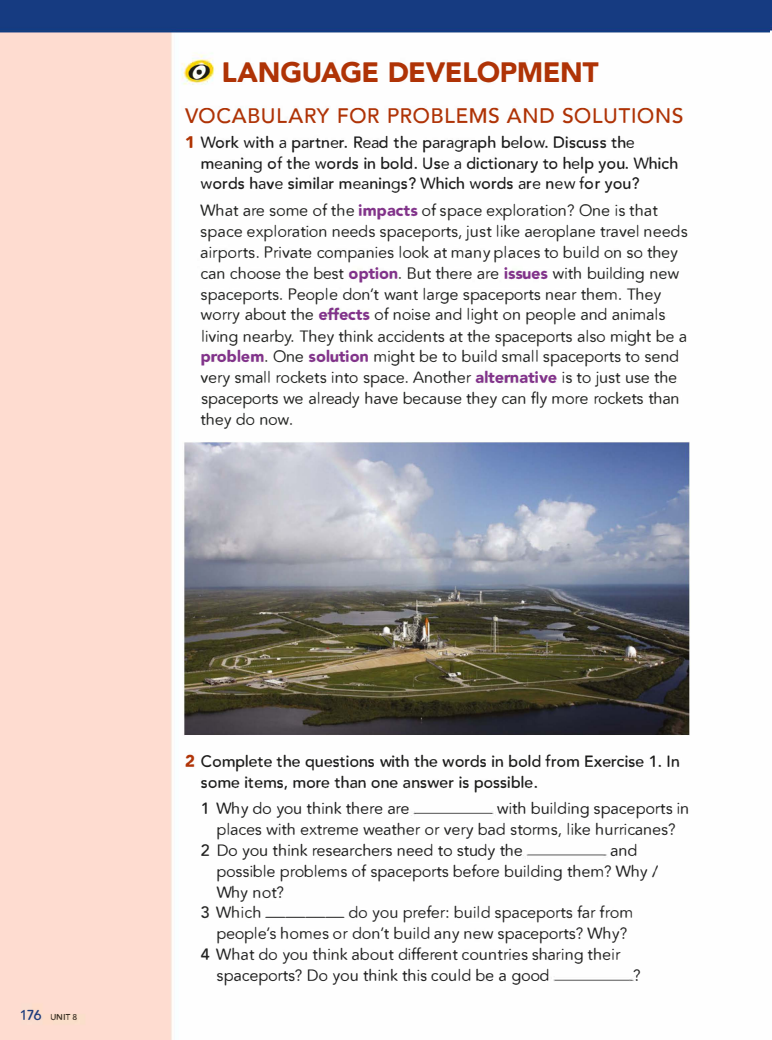 LANGUAGE DEVELOPMENT
VOCABULARY FOR PROBLEMS AND SOLUTIONS
1 Work with a partner. Read the paragraph below. Discuss the
meaning of the words in bold. Use a dictionary to help you. Which
words have similar meanings? Which words are new for you?
What are some of the impacts of space exploration? One is that
space exploration needs spaceports, just like aeroplane travel needs
airports. Private companies look at many places to build on so they
can choose the best option. But there are issues with building new
spaceports. People don't want large spaceports near them. They
worry about the effects of noise and light on people and animals
living nearby. They think accidents at the spaceports also might be a
problem. One solution might be to build small spaceports to send
very small rockets into space. Another alternative is to just use the
spaceports we already have because they can fly more rockets than
they do now.
2 Complete the questions with the words in bold from Exercise 1. In
some items, more than one answer is possible.
1 Why do you think there are __________ with building spaceports in
places with extreme weather or very bad storms, like hurricanes?
2 Do you think researchers need to study the __________ and
possible problems of spaceports before building them? Why /
Why not?
3 Which __________ do you prefer: build spaceports far from
people's homes or don't build any new spaceports? Why?
4 What do you think about different countries sharing their
spaceports? Do you think this could be a good __________?
176 UNIT 8